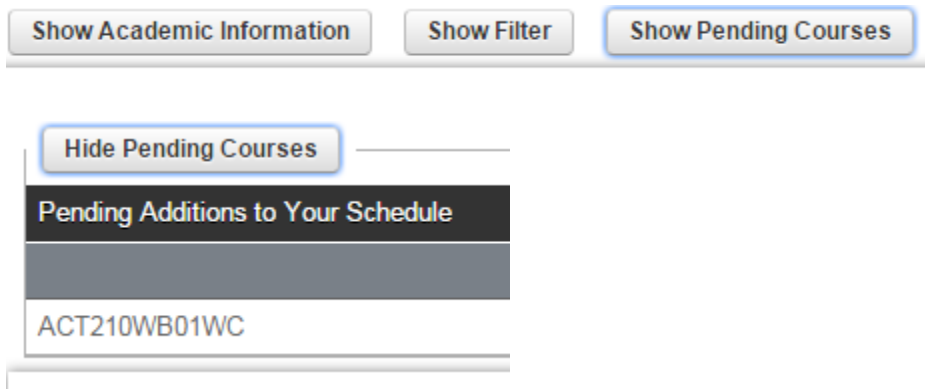 Show Academic Information Show Filter Show Pending Courses
Hide Pending Courses
Pending Additions to Your Schedule
ACT210WB01WC